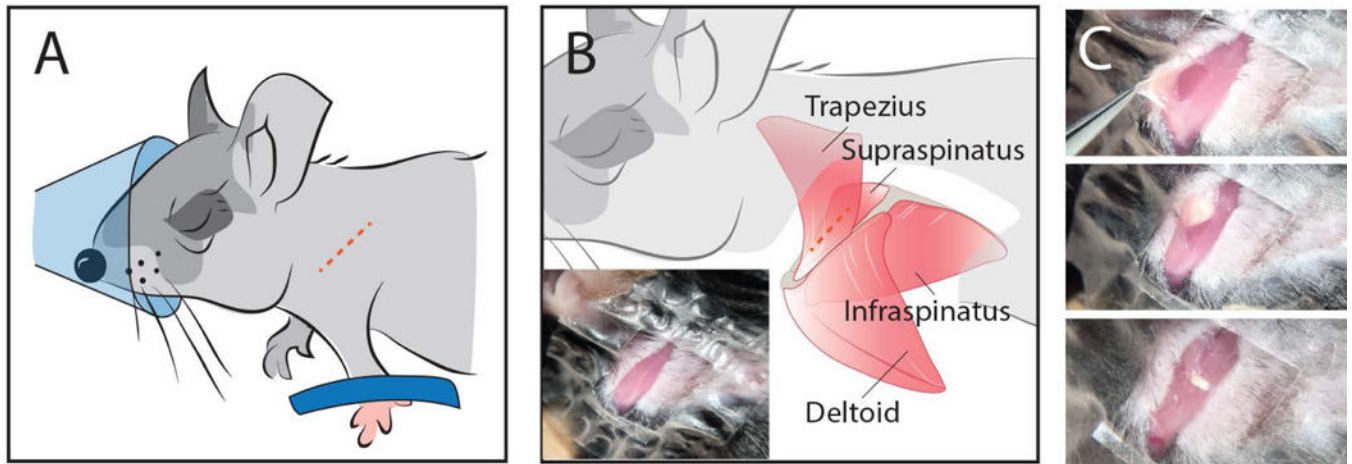 A
B
Trapezius
Supraspinatus
Infraspinatus
Deltoid
C